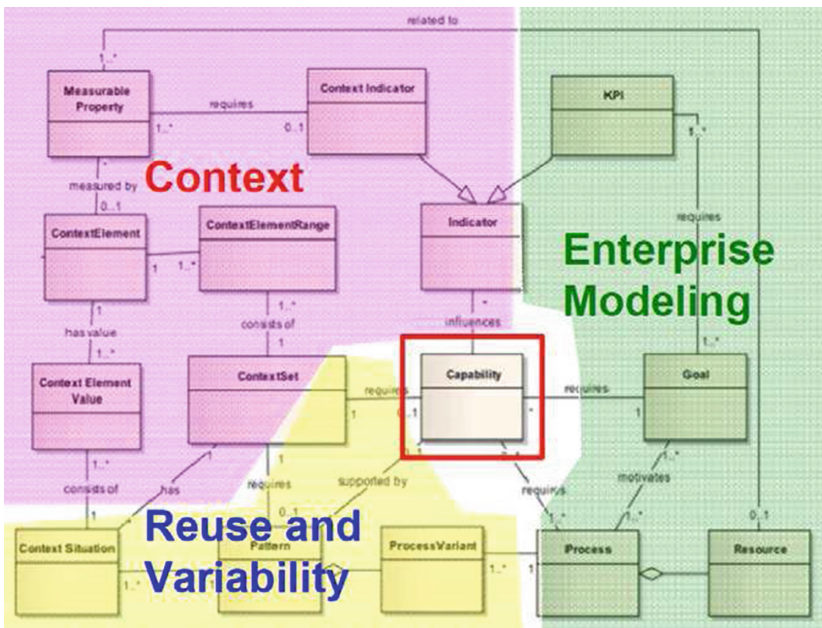 related to
1..*
Measurable
Property
Context Indicator
KPI
requires
1..*
0..1
1..*
*
measured by
Context
0..1
requires
ContextElement
ContextElementRange
Indicator
Enterprise
Modeling
1
1..*
1
1..*
*
has value
consists of
influences
1..*
1
1..*
Context Element
Value
ContextSet
Capability
Goal
requires
requires
1
0..1
*
1
1..*
1
1
1..*
consists of
has
requires
supported by
requires
motivates
1
*
0..1
1..*
1..*
0..1
Reuse and
Variability
Context Situation
Pattern
ProcessVariant
Process
Resource
1..*
1..*
1